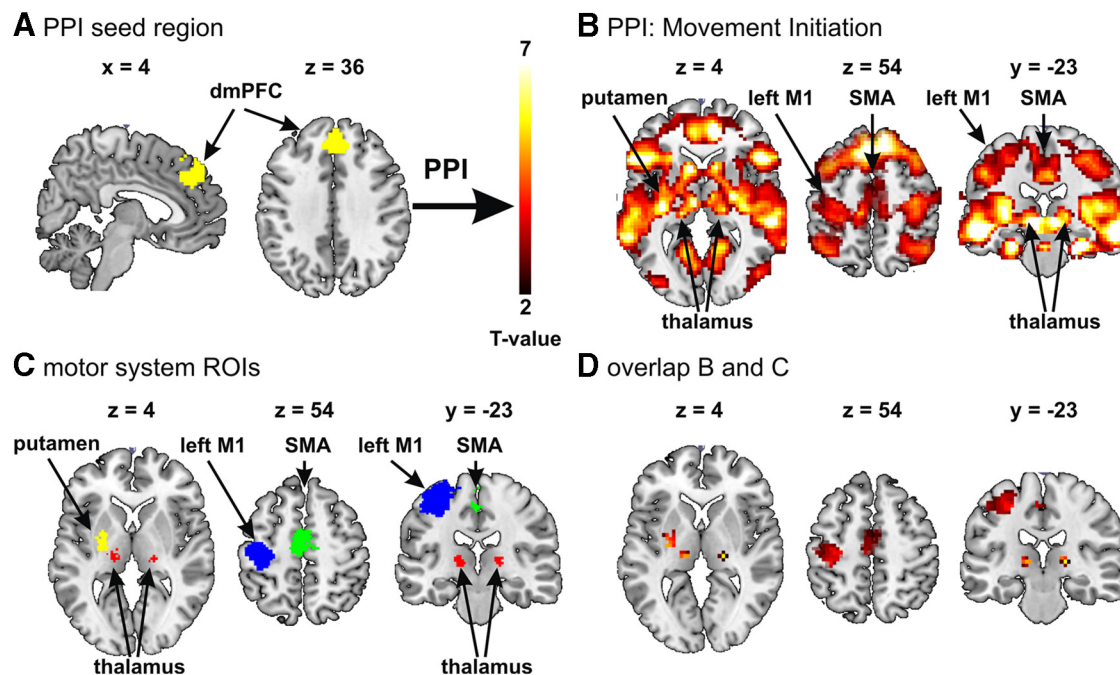 A PPI seed region
x = 4
z = 36
dmPFC
PPI
7
2
T-value
B PPI: Movement Initiation
z = 4
z = 54
y = -23
putamen
left M1
SMA
left M1
SMA
thalamus
thalamus
C motor system ROIs
z = 4
z = 54
y = -23
putamen
left M1
SMA
left M1
SMA
thalamus
thalamus
D overlap B and C
z = 4
z = 54
y = -23